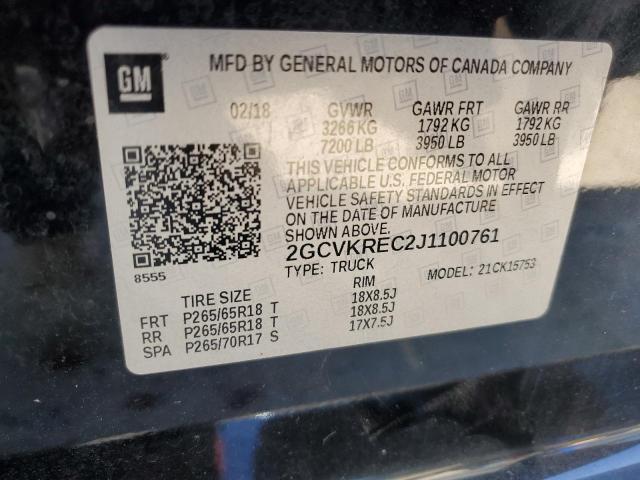 GM
MFD BY GENERAL MOTORS OF CANADA COMPANY
02/18 GVWR GAWR FRT GAWR RR
3266 KG 1792 KG 1792 KG
7200 LB 3950 LB 3950 LB
THIS VEHICLE CONFORMS TO ALL
APPLICABLE U.S. FEDERAL MOTOR
VEHICLE SAFETY STANDARDS IN EFFECT
ON THE DATE OF MANUFACTURE
SHOWN ABOVE.
2GCVKREC2J1100761
8555 TYPE: TRUCK MODEL: 21CK15753
TIRE SIZE RIM
FRT P265/65R18 T 18X8.5J
RR P265/65R18 T 18X8.5J
SPA P265/70R17 S 17X7.5J